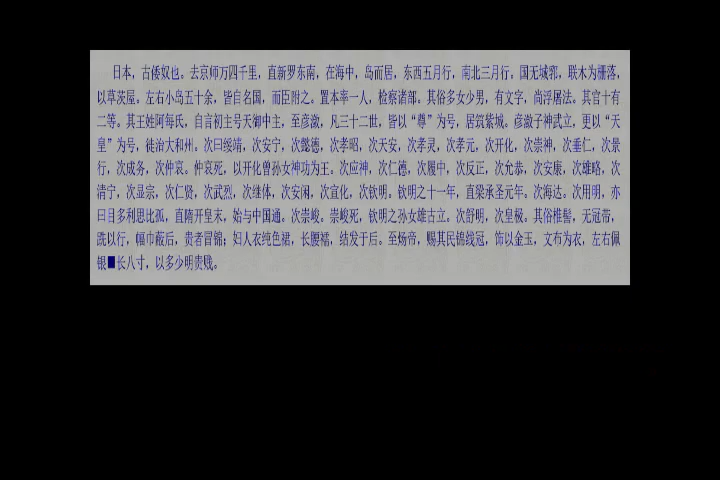 日本，古倭奴也。去京师万四千里，直新罗东南，在海中，岛而居，东西五月行，南北三月行。国无城郛，联木为栅落，
以草茨屋。左右小岛五十余，皆自名国，而臣附之。置本率一人，检察诸部。其俗多女少男，有文字，尚浮屠法。其官十有
二等。其王姓阿每氏，自言初主号天御中主，至彦瀲，凡三十二世，皆以“尊”为号，居筑紫城。彦瀲子神武立，更以“天
皇”为号，徙治大和州。次曰绥靖，次安宁，次懿德，次孝昭，次天安，次孝灵，次孝元，次开化，次崇神，次垂仁，次景
行，次成务，次仲哀。仲哀死，以开化曾孙女神功为王。次应神，次仁德，次履中，次反正，次允恭，次安康，次雄略，次
清宁，次显宗，次仁贤，次武烈，次继体，次安闲，次宣化，次钦明。钦明之十一年，直梁承圣元年。次海达。次用明，亦
曰目多利思比孤，直隋开皇末，始与中国通。次崇峻。崇峻死，钦明之孙女雄古立。次舒明，次皇极。其俗椎髻，无冠带，
跣以行，幅巾蔽后，贵者冒锦；妇人衣纯色裙，长腰襦，结发于后。至炀帝，赐其民锦线冠，饰以金玉，文布为衣，左右佩
银■长八寸，以多少明贵贱。